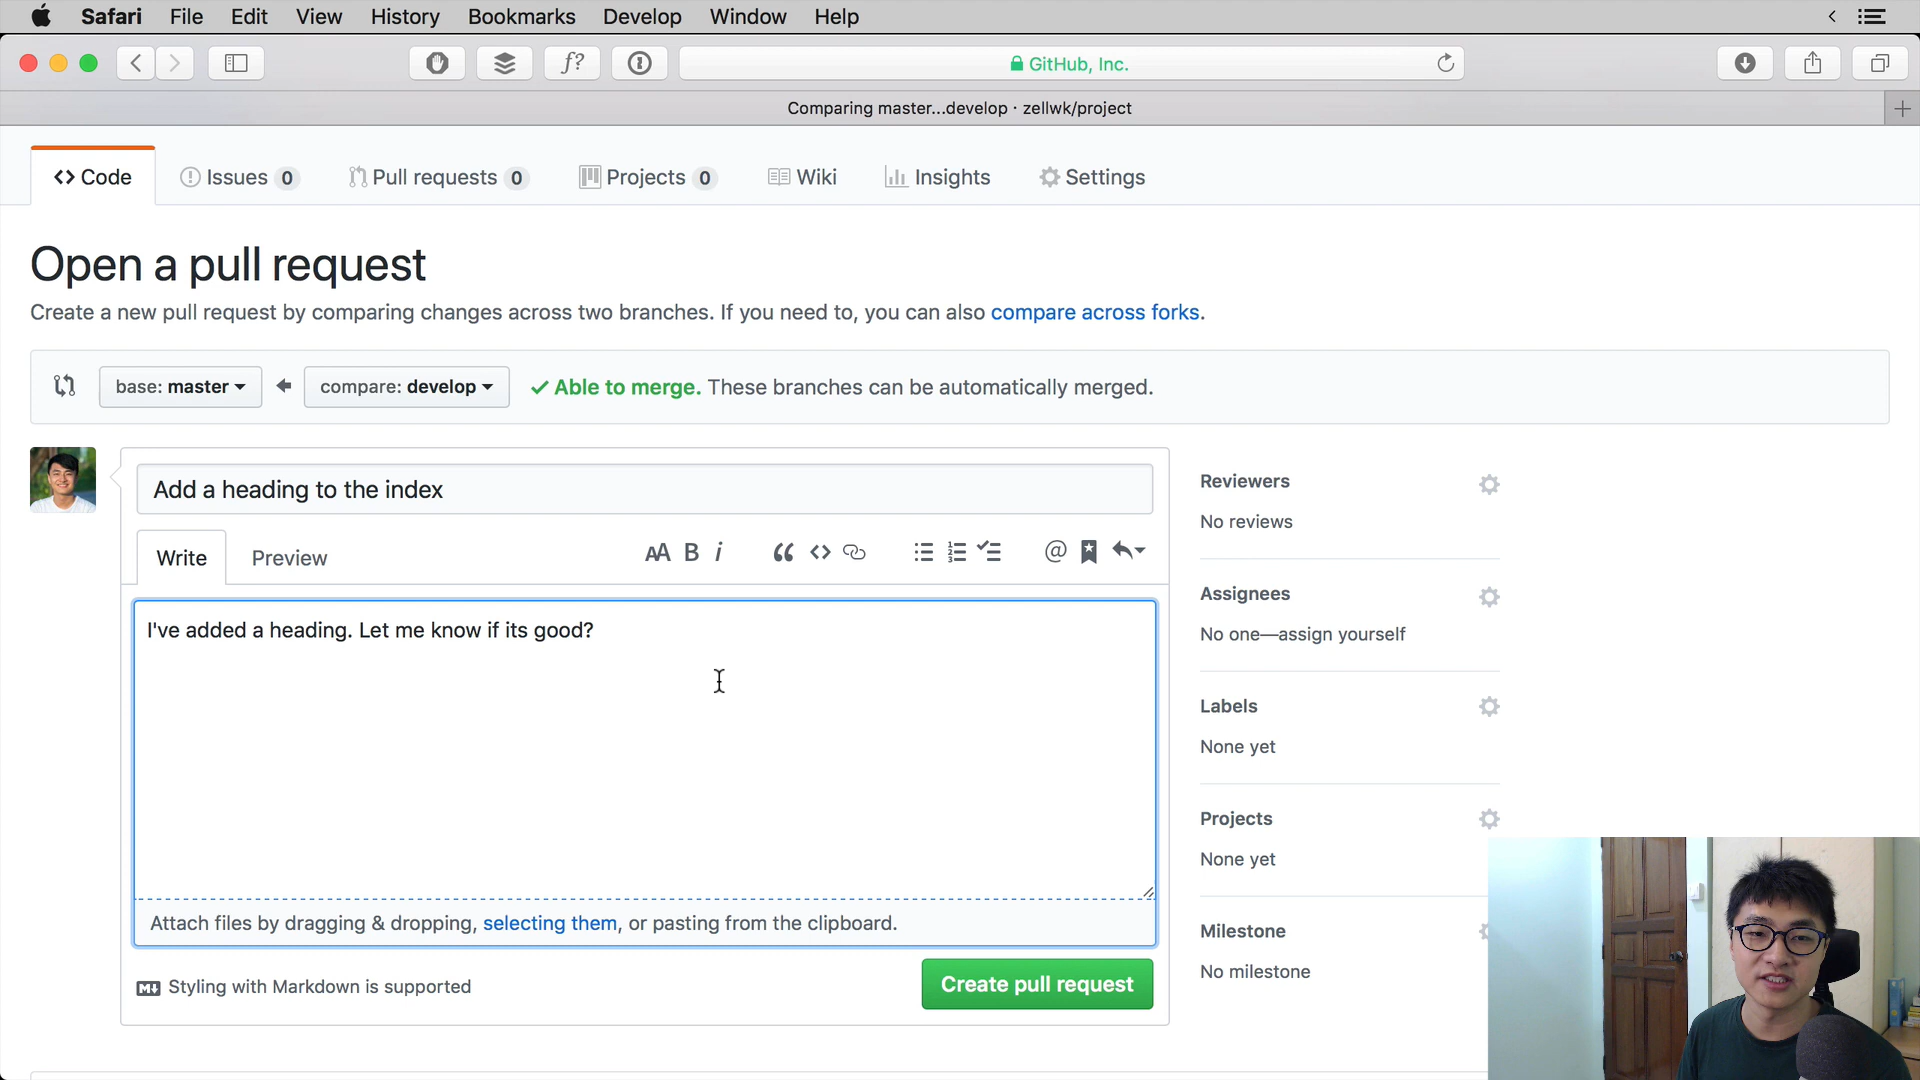 Safari File Edit View History Bookmarks Develop Window Help
GitHub, Inc.
Comparing master...develop · zellwk/project
Code Issues 0 Pull requests 0 Projects 0 Wiki Insights Settings
Open a pull request
Create a new pull request by comparing changes across two branches. If you need to, you can also compare across forks.
base: master compare: develop ✓ Able to merge. These branches can be automatically merged.
Add a heading to the index
Write Preview
I've added a heading. Let me know if its good?
Attach files by dragging & dropping, selecting them, or pasting from the clipboard.
Styling with Markdown is supported
Create pull request
Reviewers
No reviews
Assignees
No one—assign yourself
Labels
None yet
Projects
None yet
Milestone
No milestone